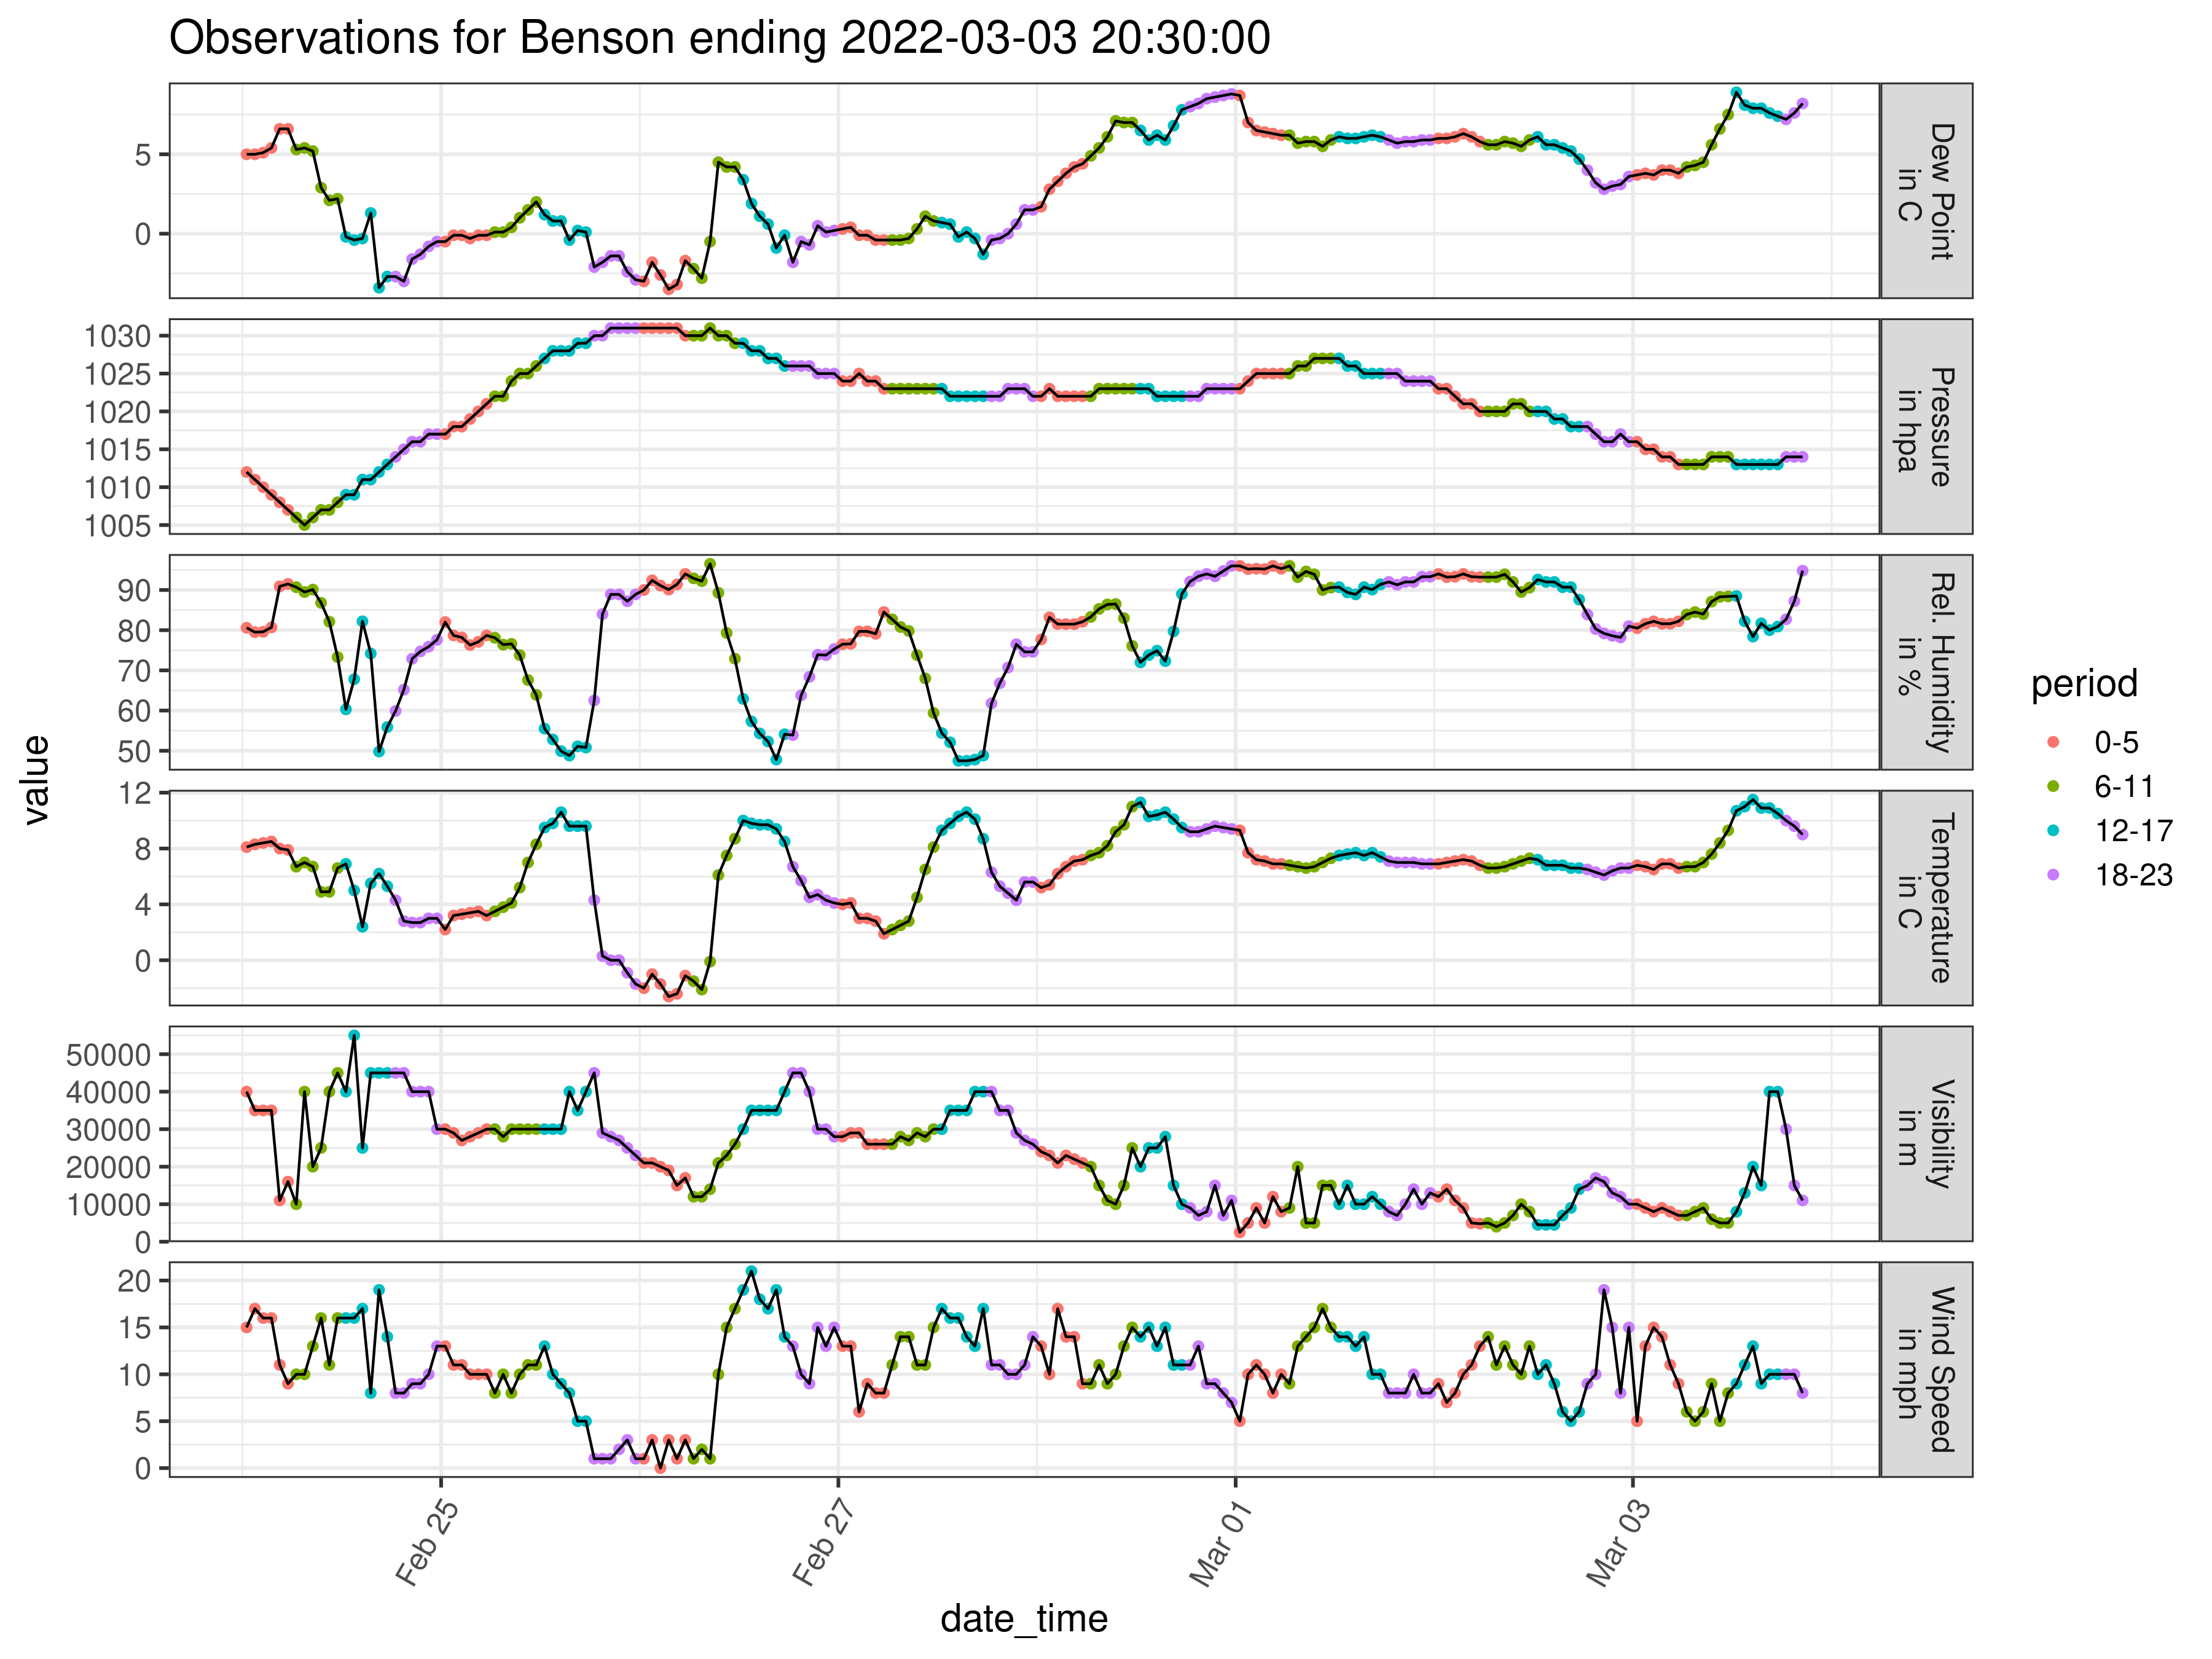 Observations for Benson ending 2022-03-03 20:30:00
value
5
0
Dew Point
in C
1030
1025
1020
1015
1010
1005
Pressure
in hpa
90
80
70
60
50
Rel. Humidity
in %
12
8
4
0
Temperature
in C
50000
40000
30000
20000
10000
0
Visibility
in m
20
15
10
5
0
Wind Speed
in mph
Feb 25
Feb 27
Mar 01
Mar 03
date_time
period
0-5
6-11
12-17
18-23